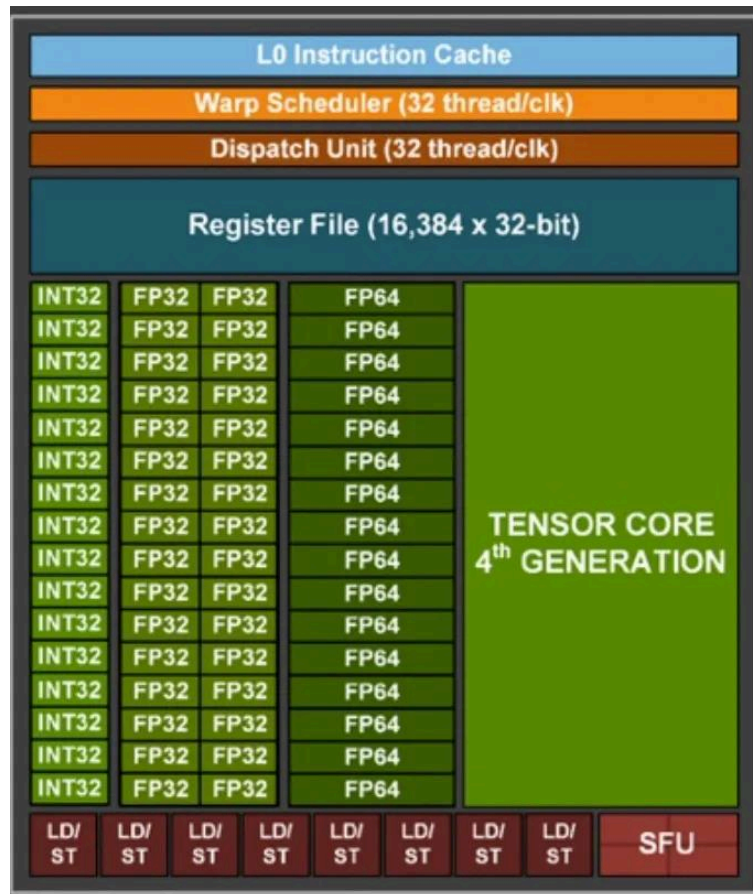 L0 Instruction Cache
Warp Scheduler (32 thread/clk)
Dispatch Unit (32 thread/clk)
Register File (16,384 x 32-bit)
INT32 FP32 FP32 FP64
INT32 FP32 FP32 FP64
INT32 FP32 FP32 FP64
INT32 FP32 FP32 FP64
INT32 FP32 FP32 FP64
INT32 FP32 FP32 FP64
INT32 FP32 FP32 FP64
INT32 FP32 FP32 FP64 TENSOR CORE
INT32 FP32 FP32 FP64 4th GENERATION
INT32 FP32 FP32 FP64
INT32 FP32 FP32 FP64
INT32 FP32 FP32 FP64
INT32 FP32 FP32 FP64
INT32 FP32 FP32 FP64
INT32 FP32 FP32 FP64
INT32 FP32 FP32 FP64
LD/ LD/ LD/ LD/ LD/ LD/ LD/ LD/ SFU
ST ST ST ST ST ST ST ST